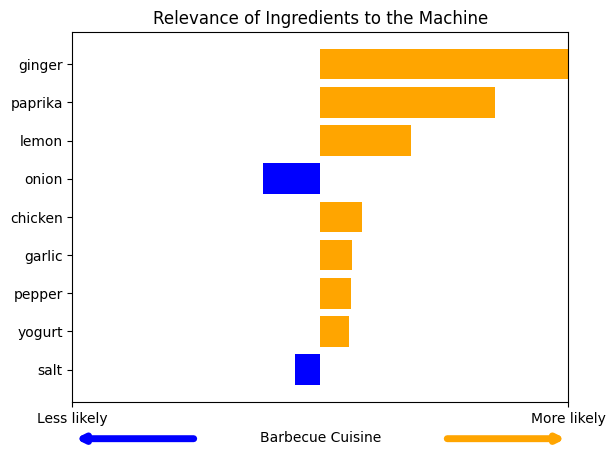 Relevance of Ingredients to the Machine
ginger
paprika
lemon
onion
chicken
garlic
pepper
yogurt
salt
Less likely
More likely
Barbecue Cuisine